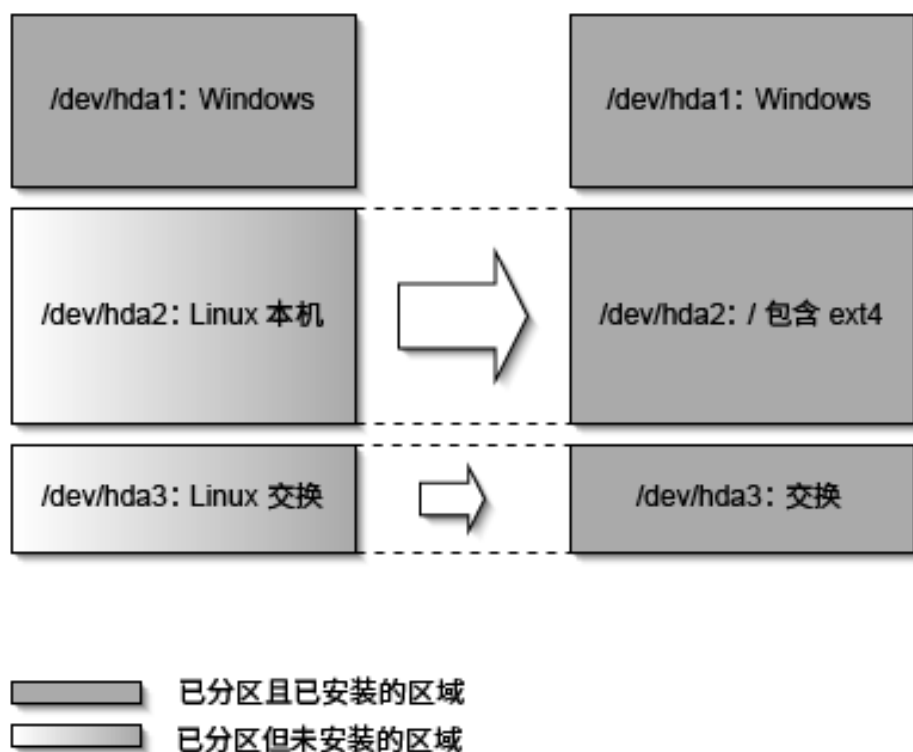 /dev/hda1：Windows
/dev/hda1：Windows
/dev/hda2：Linux 本机
/dev/hda2：/ 包含 ext4
/dev/hda3：Linux 交换
/dev/hda3：交换
已分区且已安装的区域
已分区但未安装的区域